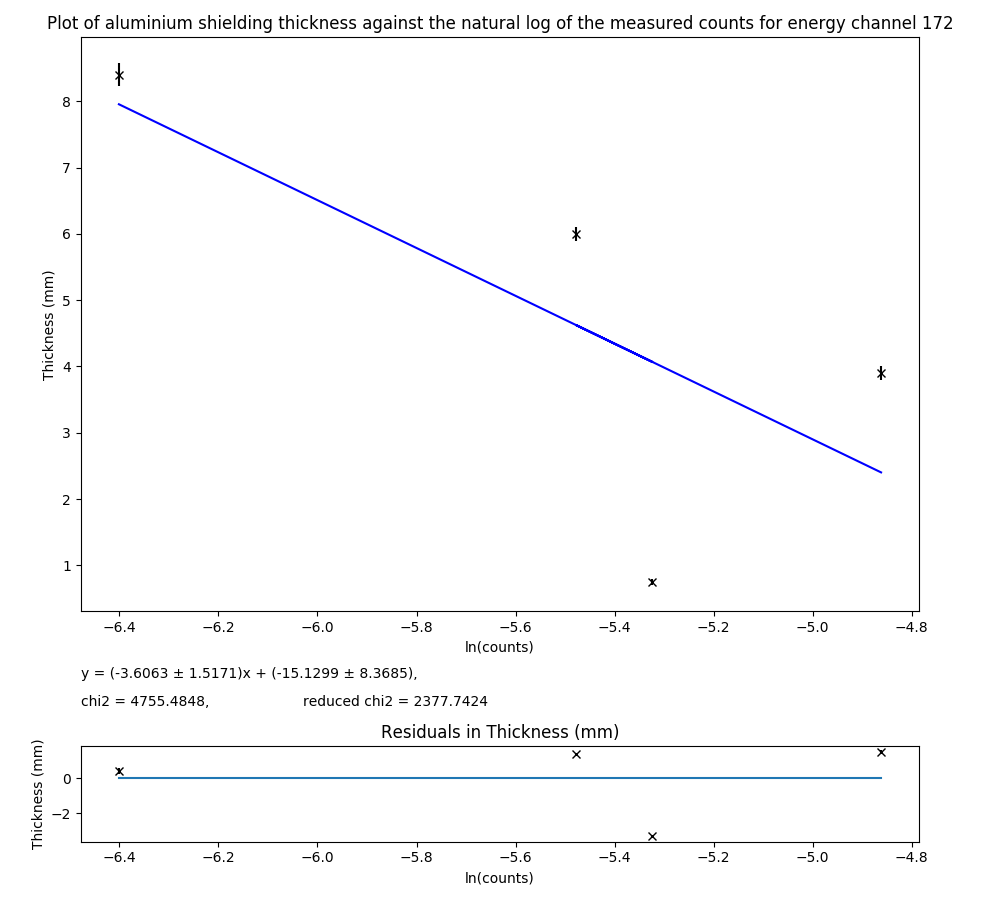 Plot of aluminium shielding thickness against the natural log of the measured counts for energy channel 172
8
7
6
5
4
3
2
1
Thickness (mm)
−6.4 −6.2 −6.0 −5.8 −5.6 −5.4 −5.2 −5.0 −4.8
ln(counts)
y = (-3.6063 ± 1.5171)x + (-15.1299 ± 8.3685),
chi2 = 4755.4848, reduced chi2 = 2377.7424
Residuals in Thickness (mm)
0
−2
Thickness (mm)
−6.4 −6.2 −6.0 −5.8 −5.6 −5.4 −5.2 −5.0 −4.8
ln(counts)